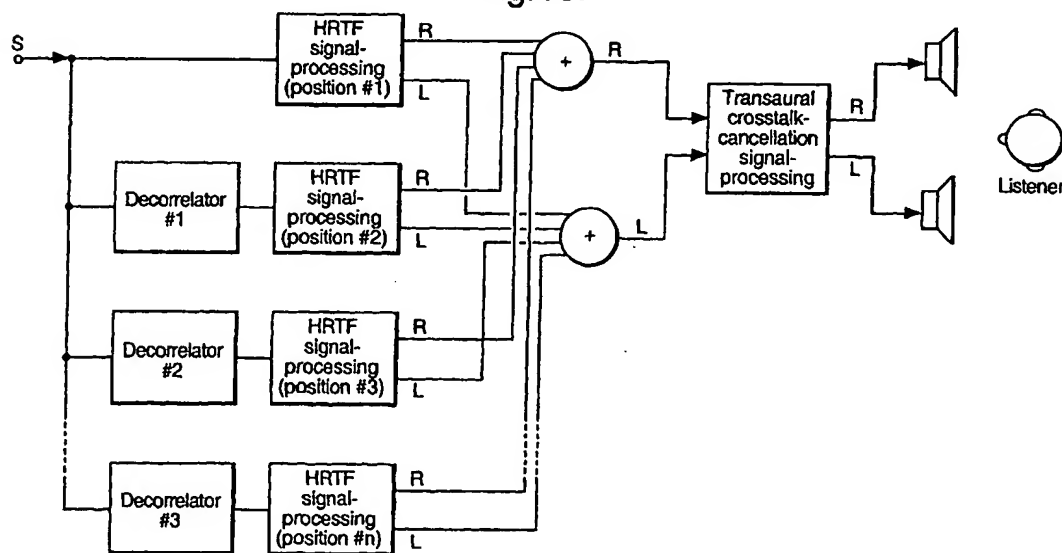 S
HRTF
signal-
processing
(position #1)
R
L
+
R
Transaural
crosstalk-
cancellation
signal-
processing
R
L
Listener
Decorrelator
#1
HRTF
signal-
processing
(position #2)
R
L
+
L
Decorrelator
#2
HRTF
signal-
processing
(position #3)
R
L
Decorrelator
#3
HRTF
signal-
processing
(position #n)
R
L